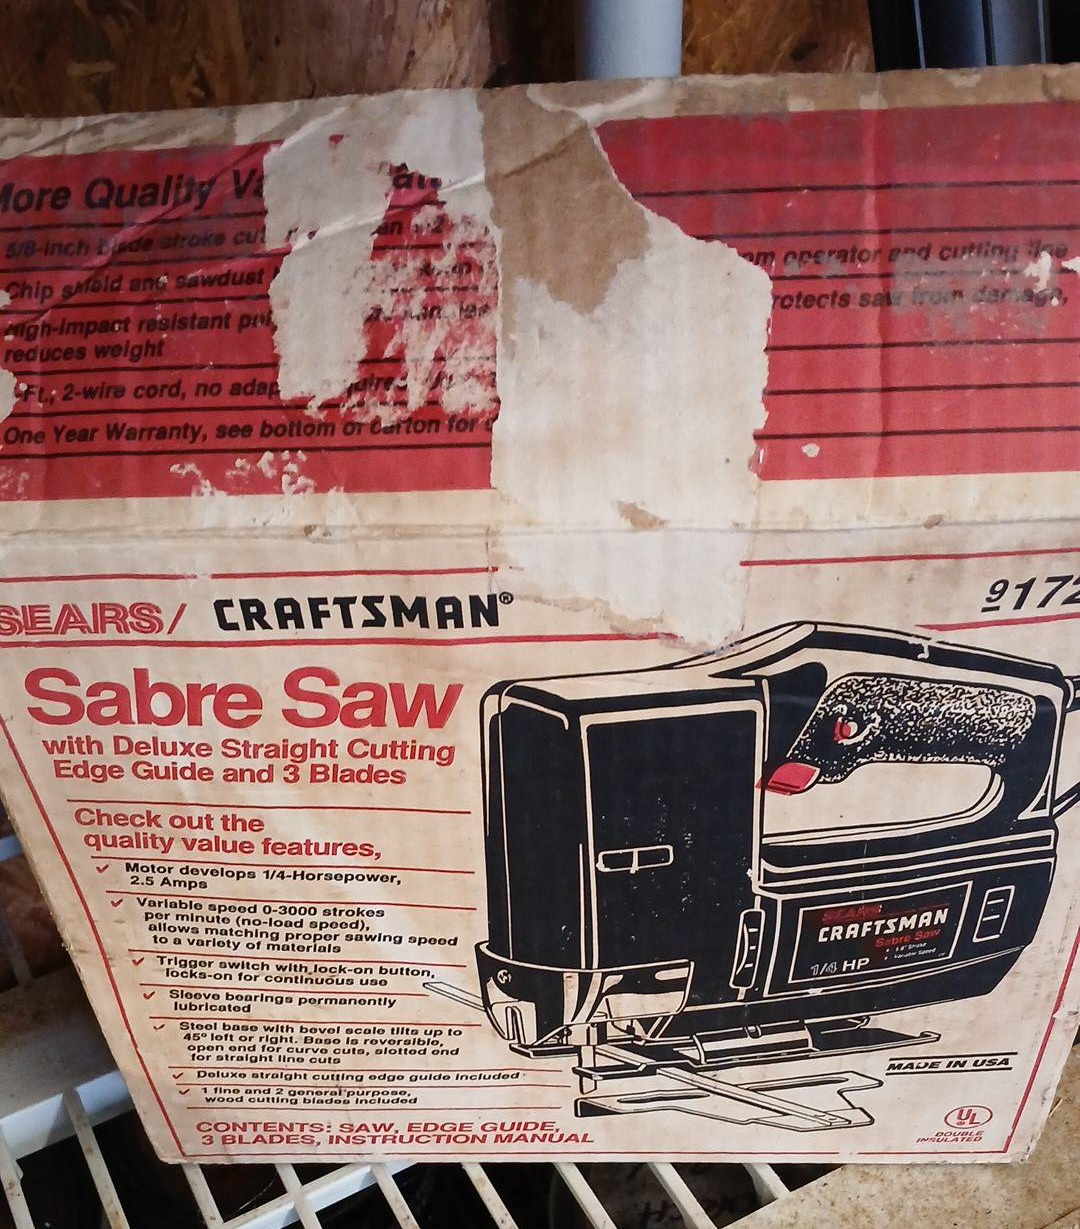 More Quality
5/8-inch blade stroke
operator and cutting line
Chip shield and sawdust
protects saw from damage,
High-impact resistant
reduces weight
Ft., 2-wire cord, no
One Year Warranty, see bottom of carton for
SEARS/ CRAFTSMAN®
9172
Sabre Saw
with Deluxe Straight Cutting
Edge Guide and 3 Blades
Check out the
quality value features,
✓ Motor develops 1/4-Horsepower,
2.5 Amps
✓ Variable speed 0-3000 strokes
per minute (no-load speed),
allows matching proper sawing speed
to a variety of materials
✓ Trigger switch with lock-on button,
locks-on for continuous use
✓ Sleeve bearings permanently
lubricated
✓ Steel base with bevel scale tilts up to
45° left or right. Base is reversible,
open end for curve cuts, slotted end
for straight line cuts
✓ Deluxe straight cutting edge guide included
✓ 1 fine and 2 general purpose,
wood cutting blades included
CONTENTS: SAW, EDGE GUIDE,
3 BLADES, INSTRUCTION MANUAL
SEARS
CRAFTSMAN
Sabre Saw
Variable Speed
1/4 HP
MADE IN USA
UL
DOUBLE
INSULATED